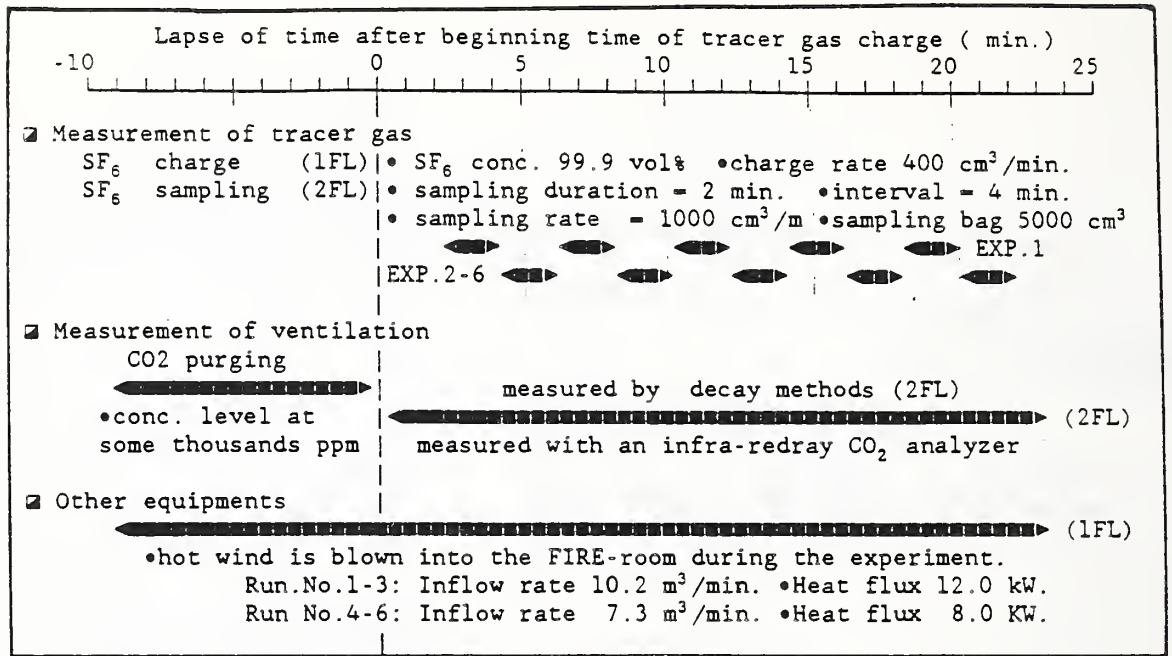 Lapse of time after beginning time of tracer gas charge ( min.)
-10 0 5 10 15 20 25
Measurement of tracer gas
SF₆ charge (1FL) • SF₆ conc. 99.9 vol% •charge rate 400 cm³/min.
SF₆ sampling (2FL) • sampling duration = 2 min. •interval = 4 min.
• sampling rate = 1000 cm³/m •sampling bag 5000 cm³
EXP.1
EXP.2-6
Measurement of ventilation
CO2 purging
measured by decay methods (2FL)
•conc. level at (2FL)
some thousands ppm measured with an infra-redray CO₂ analyzer
Other equipments
(1FL)
•hot wind is blown into the FIRE-room during the experiment.
Run.No.1-3: Inflow rate 10.2 m³/min. •Heat flux 12.0 kW.
Run No.4-6: Inflow rate 7.3 m³/min. •Heat flux 8.0 KW.